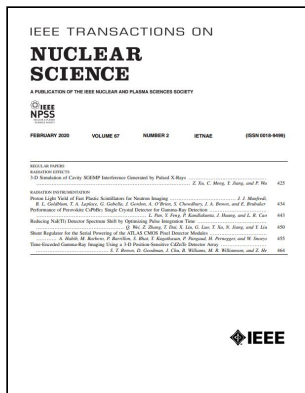 IEEE TRANSACTIONS ON
NUCLEAR
SCIENCE
A PUBLICATION OF THE IEEE NUCLEAR AND PLASMA SCIENCES SOCIETY
IEEE
NPSS
FEBRUARY 2020 VOLUME 67 NUMBER 2 IETNAE (ISSN 0018-9499)
REGULAR PAPERS
RADIATION EFFECTS
3-D Simulation of Cavity SGEMP Interference Generated by Pulsed X-Rays
Z. Xu, C. Meng, Y. Jiang, and P. Wu 425
RADIATION INSTRUMENTATION
Proton Light Yield of Fast Plastic Scintillators for Neutron Imaging J. J. Manfredi,
B. L. Goldblum, T. A. Laplace, G. Gabella, J. Gordon, A. O'Brien, S. Chowdhury, J. A. Brown, and E. Brubaker 434
Performance of Perovskite CsPbBr3 Single Crystal Detector for Gamma-Ray Detection
L. Pan, Y. Feng, P. Kandlakunta, J. Huang, and L. R. Cao 443
Reducing NaI(Tl) Detector Spectrum Shift by Optimizing Pulse Integration Time
Q. Wei, Z. Zhang, T. Dai, X. Liu, G. Luo, T. Xu, N. Jiang, and Y. Liu 450
Shunt Regulator for the Serial Powering of the ATLAS CMOS Pixel Detector Modules
A. Habib, M. Barbero, P. Barrillon, S. Bhat, T. Kugathasan, P. Pangaud, H. Pernegger, and W. Snoeys 455
Time-Encoded Gamma-Ray Imaging Using a 3-D Position-Sensitive CdZnTe Detector Array
S. T. Brown, D. Goodman, J. Chu, B. Williams, M. R. Williamson, and Z. He 464
IEEE